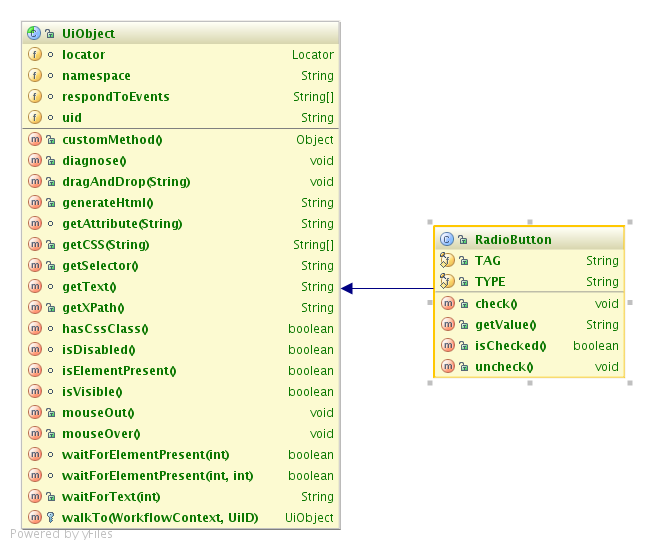 UiObject
locator Locator
namespace String
respondToEvents String[]
uid String
customMethod() Object
diagnose() void
dragAndDrop(String) void
generateHtml() String
getAttribute(String) String
getCSS(String) String[]
getSelector() String
getText() String
getXPath() String
hasCssClass() boolean
isDisabled() boolean
isElementPresent() boolean
isVisible() boolean
mouseOut() void
mouseOver() void
waitForElementPresent(int) boolean
waitForElementPresent(int, int) boolean
waitForText(int) String
walkTo(WorkflowContext, UiID) UiObject
Powered by yFiles
RadioButton
TAG String
TYPE String
check() void
getValue() String
isChecked() boolean
uncheck() void